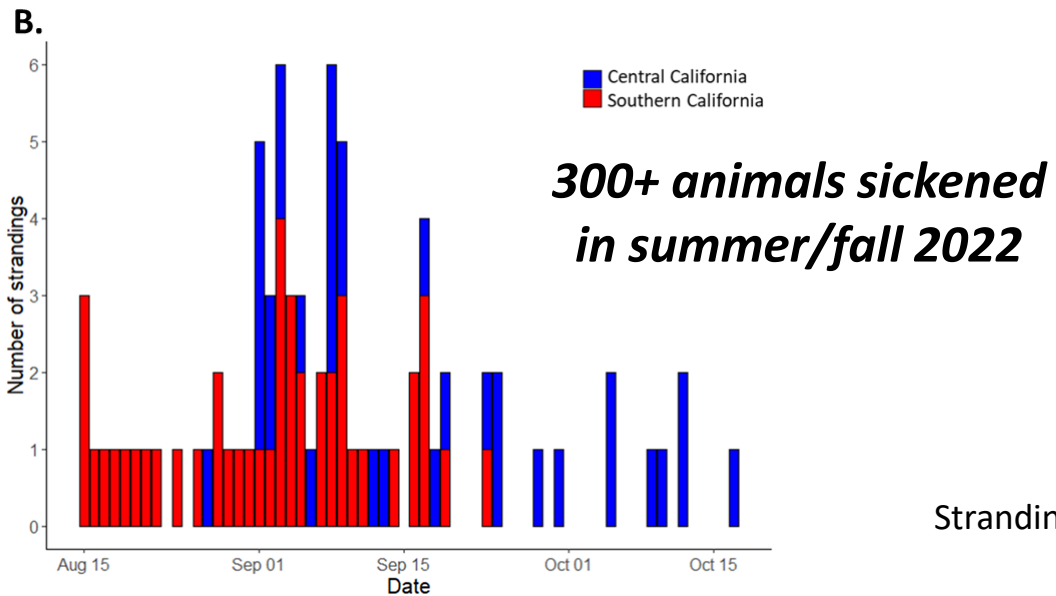 B.
Central California
Southern California
300+ animals sickened
in summer/fall 2022
Number of strandings
6
5
4
3
2
1
0
Aug 15
Sep 01
Sep 15
Oct 01
Oct 15
Date
Strandin